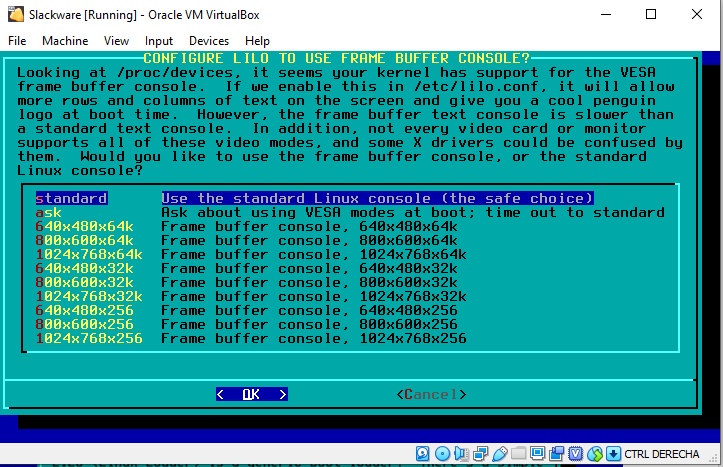 Slackware [Running] - Oracle VM VirtualBox
File Machine View Input Devices Help
CONFIGURE LILO TO USE FRAME BUFFER CONSOLE?
Looking at /proc/devices, it seems your kernel has support for the VESA
frame buffer console.  If we enable this in /etc/lilo.conf, it will allow
more rows and columns of text on the screen and give you a cool penguin
logo at boot time.  However, the frame buffer text console is slower than
a standard text console.  In addition, not every video card or monitor
supports all of these video modes, and some X drivers could be confused by
them.  Would you like to use the frame buffer console, or the standard
Linux console?
standard Use the standard Linux console (the safe choice)
ask Ask about using VESA modes at boot; time out to standard
640x480x64k Frame buffer console, 640x480x64k
800x600x64k Frame buffer console, 800x600x64k
1024x768x64k Frame buffer console, 1024x768x64k
640x480x32k Frame buffer console, 640x480x32k
800x600x32k Frame buffer console, 800x600x32k
1024x768x32k Frame buffer console, 1024x768x32k
640x480x256 Frame buffer console, 640x480x256
800x600x256 Frame buffer console, 800x600x256
1024x768x256 Frame buffer console, 1024x768x256
< OK > <Cancel>
CTRL DERECHA